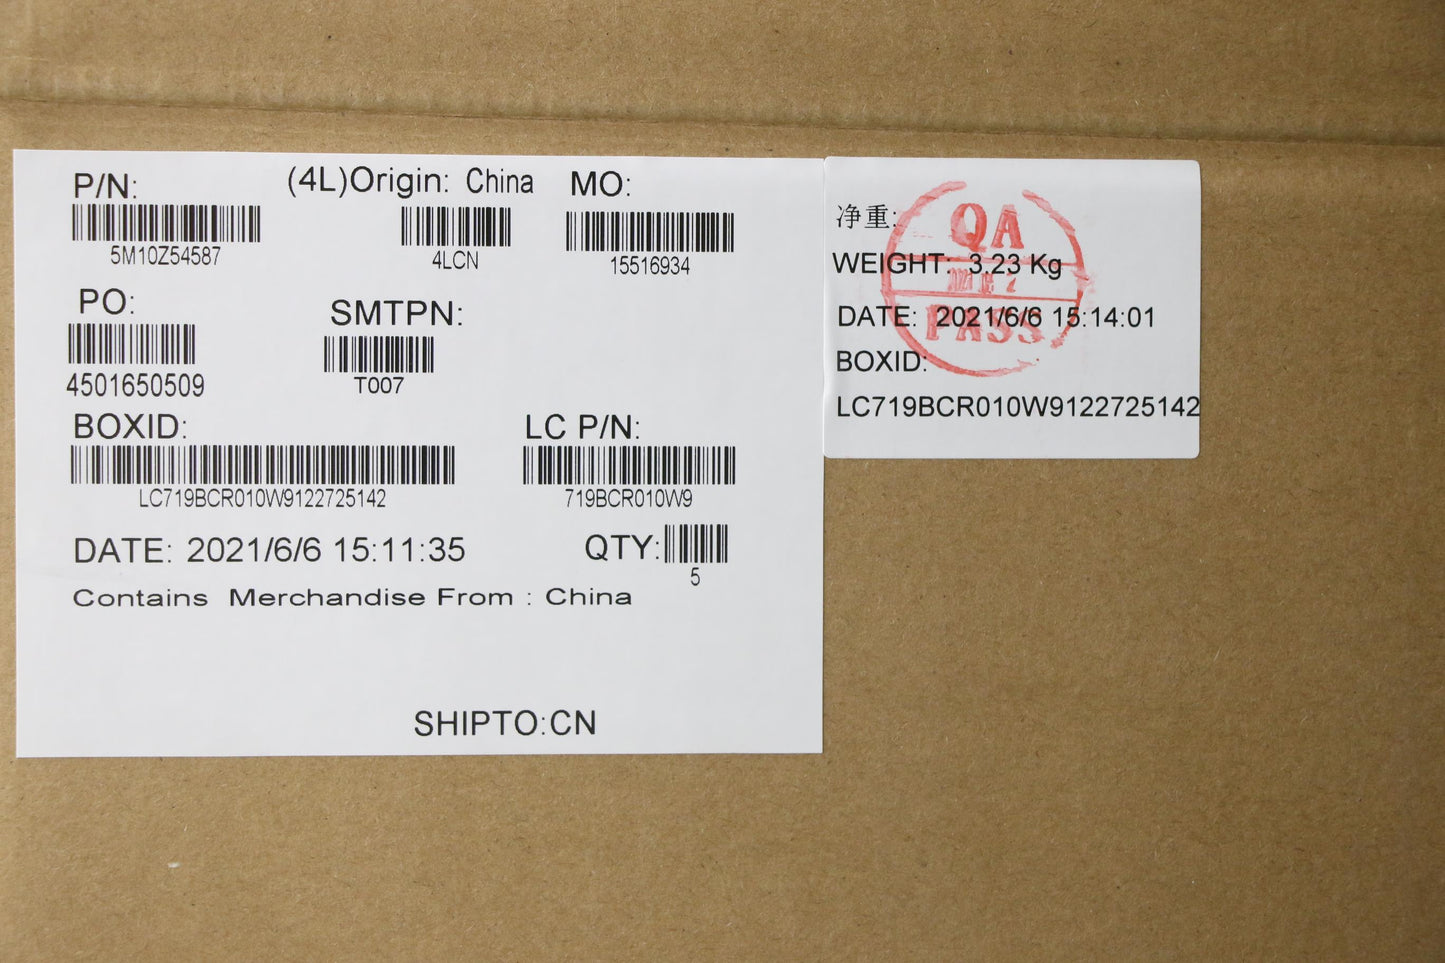 P/N:
5M10Z54587
(4L)Origin: China
4LCN
MO:
15516934
PO:
4501650509
SMTPN:
T007
BOXID:
LC719BCR010W9122725142
LC P/N:
719BCR010W9
DATE: 2021/6/6 15:11:35
QTY:
5
Contains Merchandise From : China
SHIPTO:CN
净重:
WEIGHT: 3.23 Kg
DATE: 2021/6/6 15:14:01
BOXID:
LC719BCR010W9122725142
QA
PASS